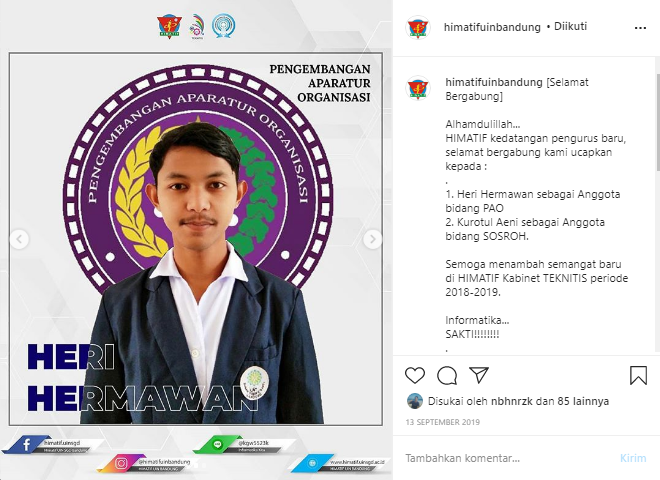 HIMATIF
PENGEMBANGAN
APARATUR
ORGANISASI
PENGEMBANGAN APARATUR ORGANISASI
HERI
HERMAWAN
himatifuinsgd
@himatifuinbandung
HIMATIF UIN BANDUNG
@kgw5523k
Informatika Kita
www.himatifuinsgd.ac.id
HIMATIF UIN BANDUNG
himatifuinbandung • Diikuti
himatifuinbandung [Selamat
Bergabung]
Alhamdulillah...
HIMATIF kedatangan pengurus baru,
selamat bergabung kami ucapkan
kepada :
.
1. Heri Hermawan sebagai Anggota
bidang PAO
2. Kurotul Aeni sebagai Anggota
bidang SOSROH.
Semoga menambah semangat baru
di HIMATIF Kabinet TEKNITIS periode
2018-2019.
Informatika...
SAKTI!!!!!!!!
.
Disukai oleh nbhnrzk dan 85 lainnya
13 SEPTEMBER 2019
Tambahkan komentar...
Kirim